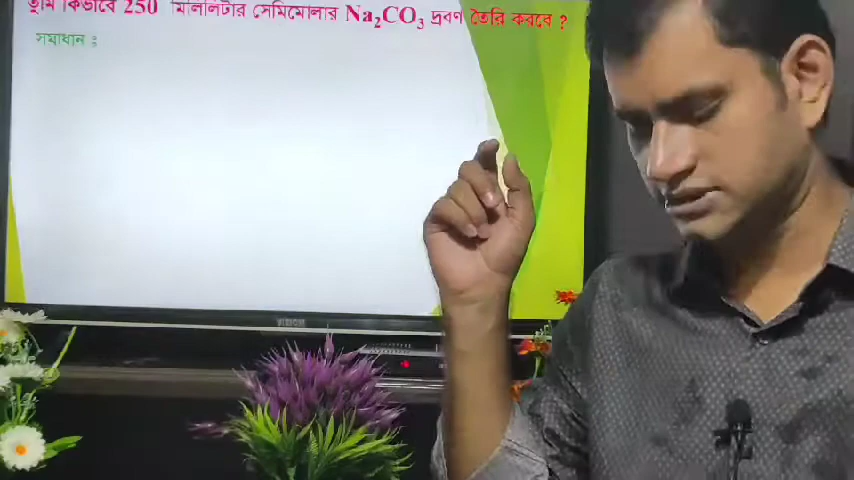 তুমি কিভাবে 250 মিলিলিটার সেমিমোলার Na₂CO₃ দ্রবণ তৈরি করবে ?
সমাধান :